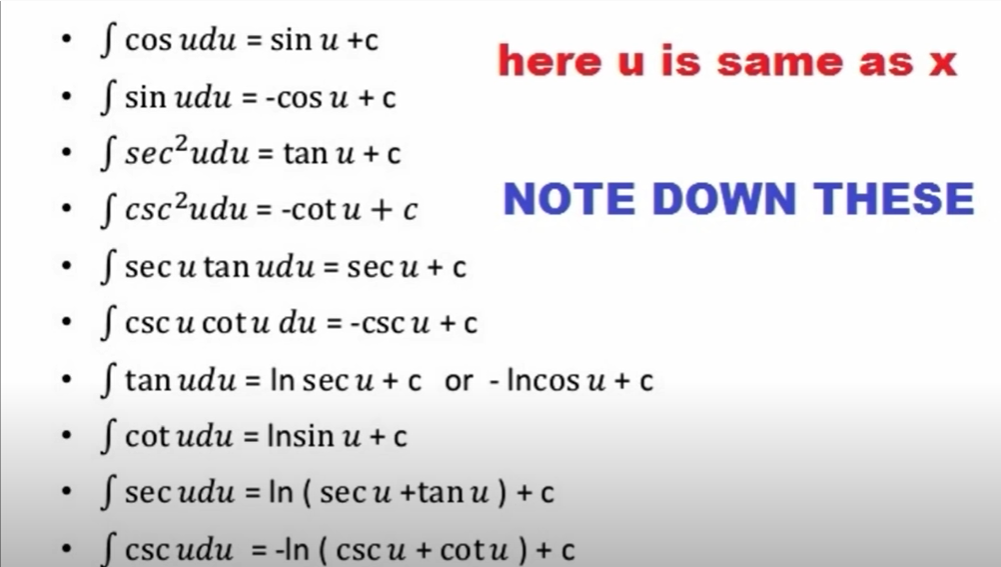 • ∫ cos udu = sin u +c
here u is same as x
• ∫ sin udu = -cos u + c
• ∫ sec²udu = tan u + c
NOTE DOWN THESE
• ∫ csc²udu = -cot u + c
• ∫ sec u tan udu = sec u + c
• ∫ csc u cot u du = -csc u + c
• ∫ tan udu = ln sec u + c or - lncos u + c
• ∫ cot udu = lnsin u + c
• ∫ sec udu = ln ( sec u +tan u ) + c
• ∫ csc udu = -ln ( csc u + cot u ) + c